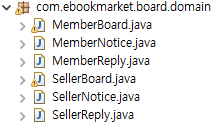 com.ebookmarket.board.domain
MemberBoard.java
MemberNotice.java
MemberReply.java
SellerBoard.java
SellerNotice.java
SellerReply.java